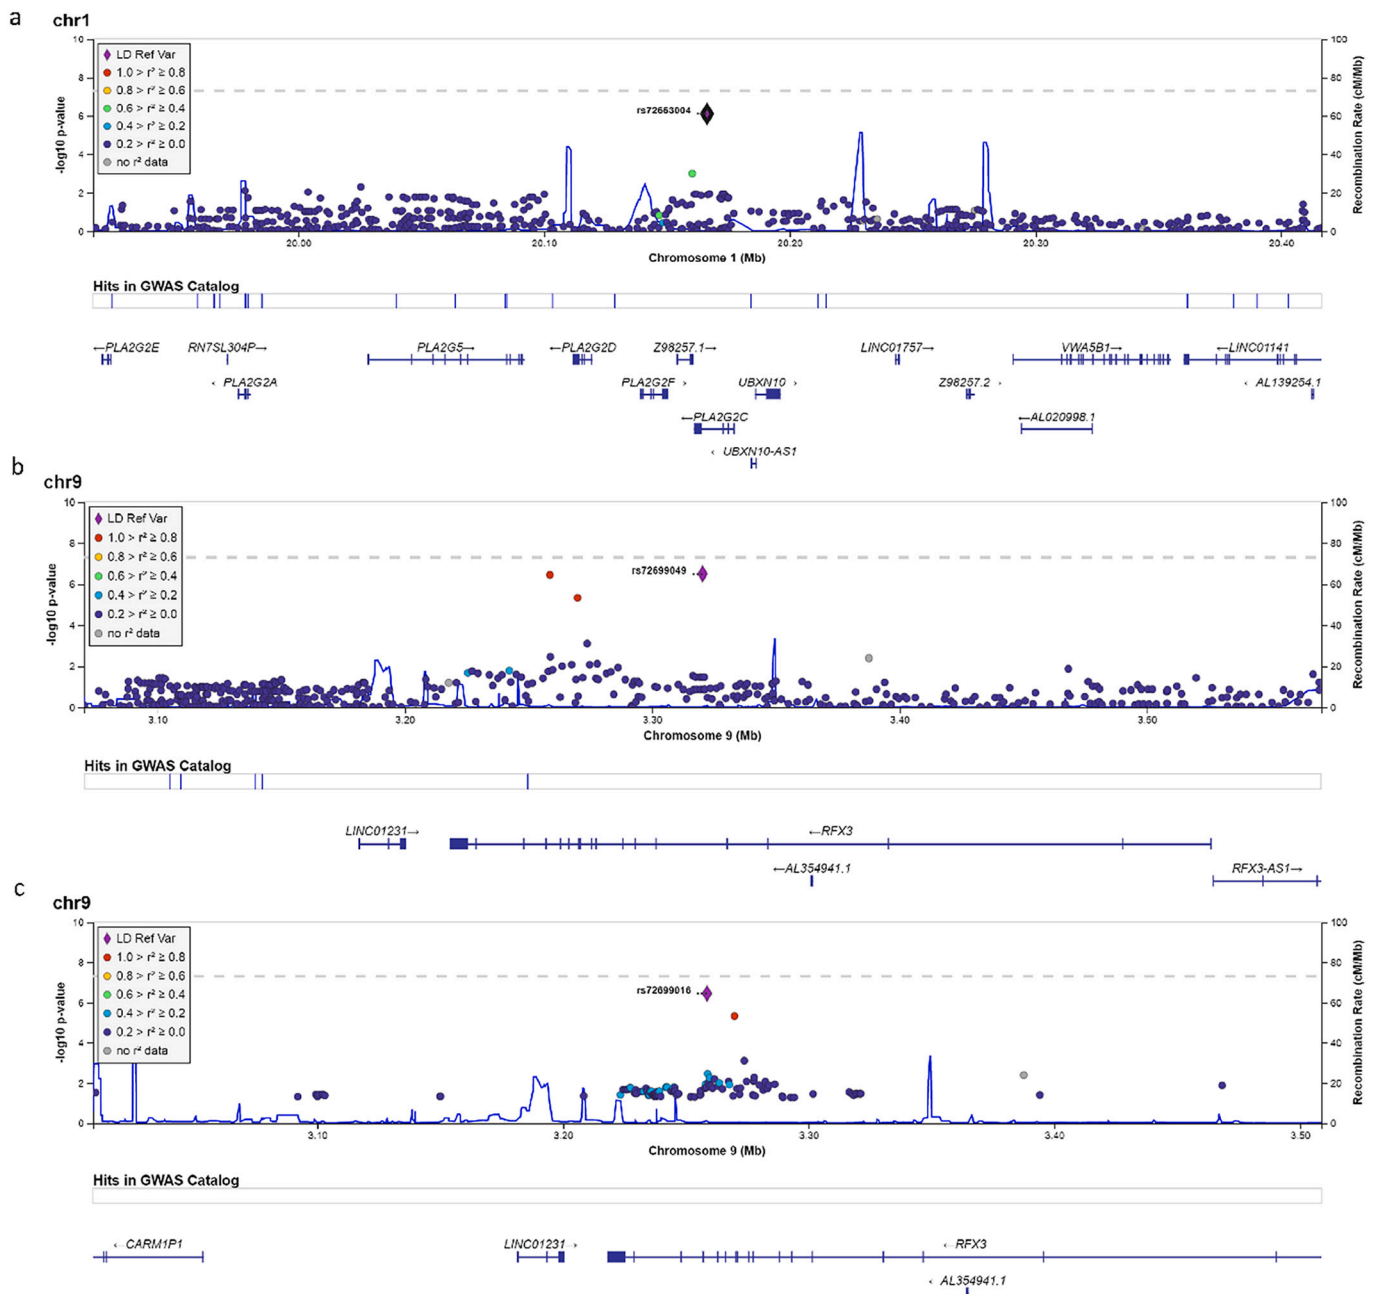 a
chr1
LD Ref Var
1.0 > r² ≥ 0.8
0.8 > r² ≥ 0.6
0.6 > r² ≥ 0.4
0.4 > r² ≥ 0.2
0.2 > r² ≥ 0.0
no r² data
rs72663004
10
8
6
4
2
0
-log10 p-value
100
80
60
40
20
0
Recombination Rate (cM/Mb)
20.00 20.10 20.20 20.30 20.40
Chromosome 1 (Mb)
Hits in GWAS Catalog
←PLA2G2E RN7SL304P→ PLA2G5→ ←PLA2G2D Z98257.1→ LINC01757→ VWA5B1→ ←LINC01141
‹ PLA2G2A PLA2G2F › UBXN10 › Z98257.2 › ‹ AL139254.1
←PLA2G2C ←AL020998.1
‹ UBXN10-AS1
b
chr9
LD Ref Var
1.0 > r² ≥ 0.8
0.8 > r² ≥ 0.6
0.6 > r² ≥ 0.4
0.4 > r² ≥ 0.2
0.2 > r² ≥ 0.0
no r² data
rs72699049
10
8
6
4
2
0
-log10 p-value
100
80
60
40
20
0
Recombination Rate (cM/Mb)
3.10 3.20 3.30 3.40 3.50
Chromosome 9 (Mb)
Hits in GWAS Catalog
LINC01231→ ←RFX3
←AL354941.1 RFX3-AS1→
c
chr9
LD Ref Var
1.0 > r² ≥ 0.8
0.8 > r² ≥ 0.6
0.6 > r² ≥ 0.4
0.4 > r² ≥ 0.2
0.2 > r² ≥ 0.0
no r² data
rs72699016
10
8
6
4
2
0
-log10 p-value
100
80
60
40
20
0
Recombination Rate (cM/Mb)
3.10 3.20 3.30 3.40 3.50
Chromosome 9 (Mb)
Hits in GWAS Catalog
←CARM1P1 LINC01231→ ←RFX3
‹ AL354941.1